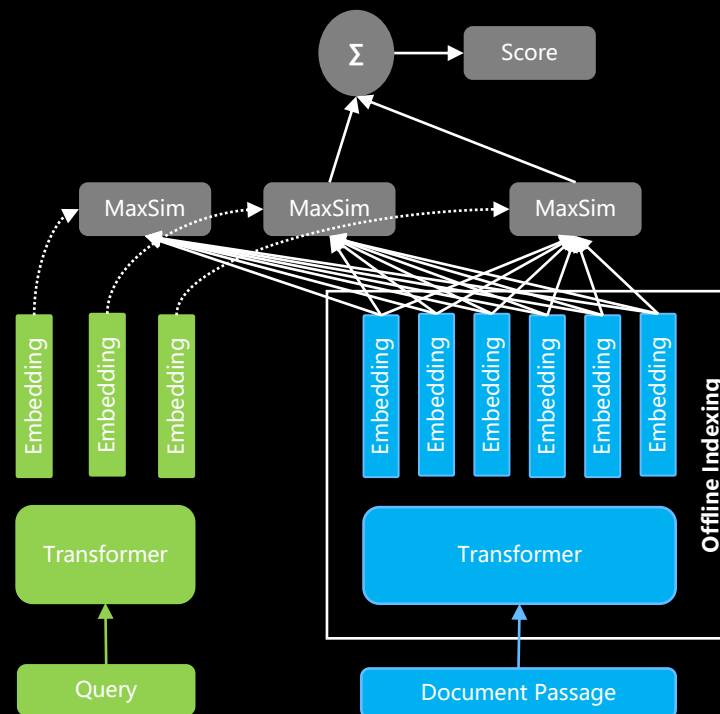 Σ
Score
MaxSim
MaxSim
MaxSim
Embedding
Embedding
Embedding
Embedding
Embedding
Embedding
Embedding
Embedding
Embedding
Offline Indexing
Transformer
Transformer
Query
Document Passage